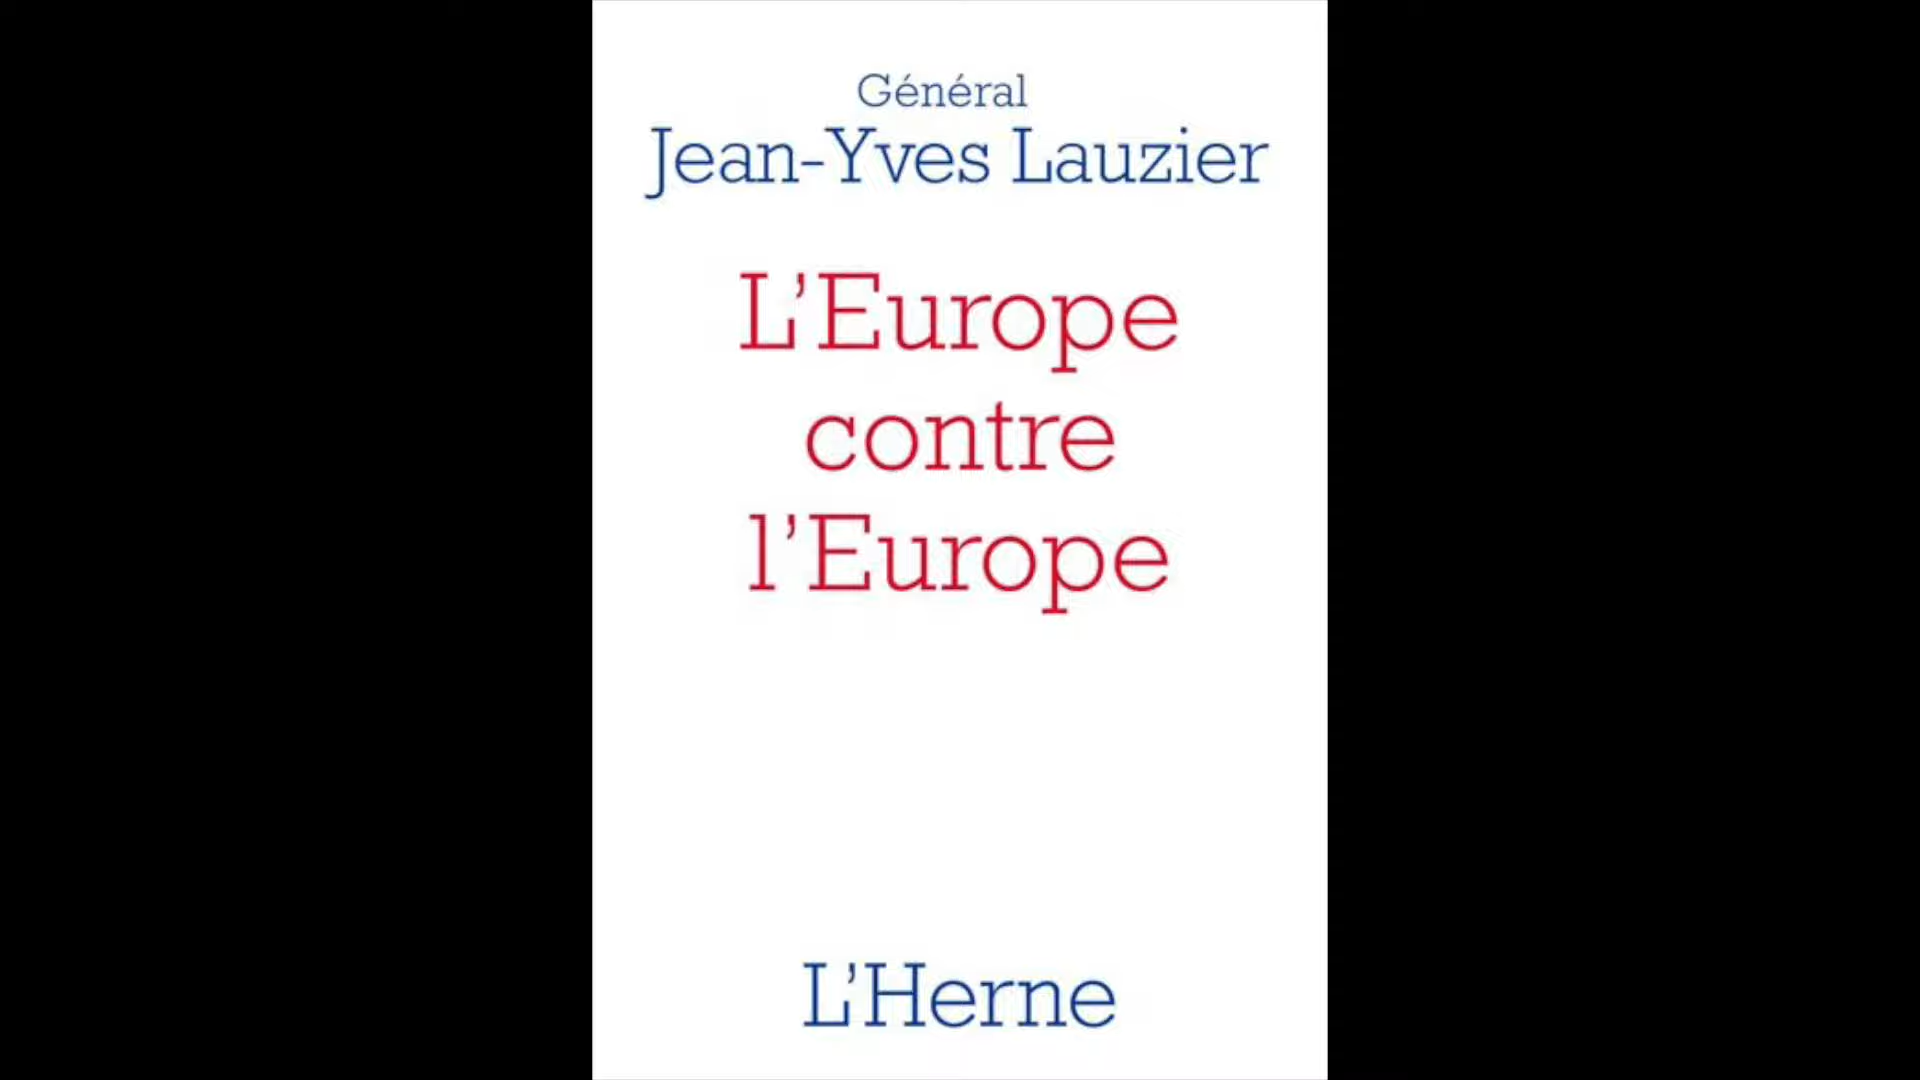 Général
Jean-Yves Lauzier
L’Europe
contre
l’Europe
L’Herne